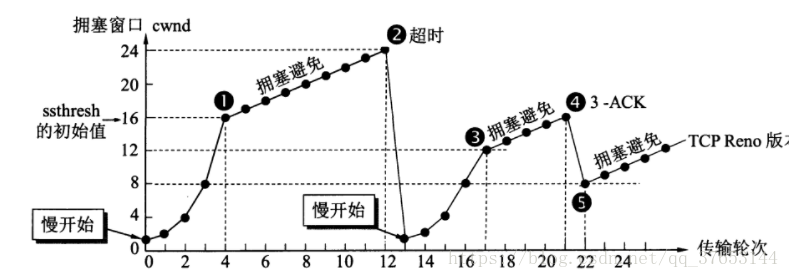 拥塞窗口 cwnd
❷超时
24
拥塞避免
20
❶
❹ 3 -ACK
ssthresh
的初始值
16
❸
拥塞避免
拥塞避免
TCP Reno 版
12
8
❺
慢开始
慢开始
4
0
0 2 4 6 8 10 12 14 16 18 20 22 24
传输轮次
https://blog.csdn.net/qq_37653144